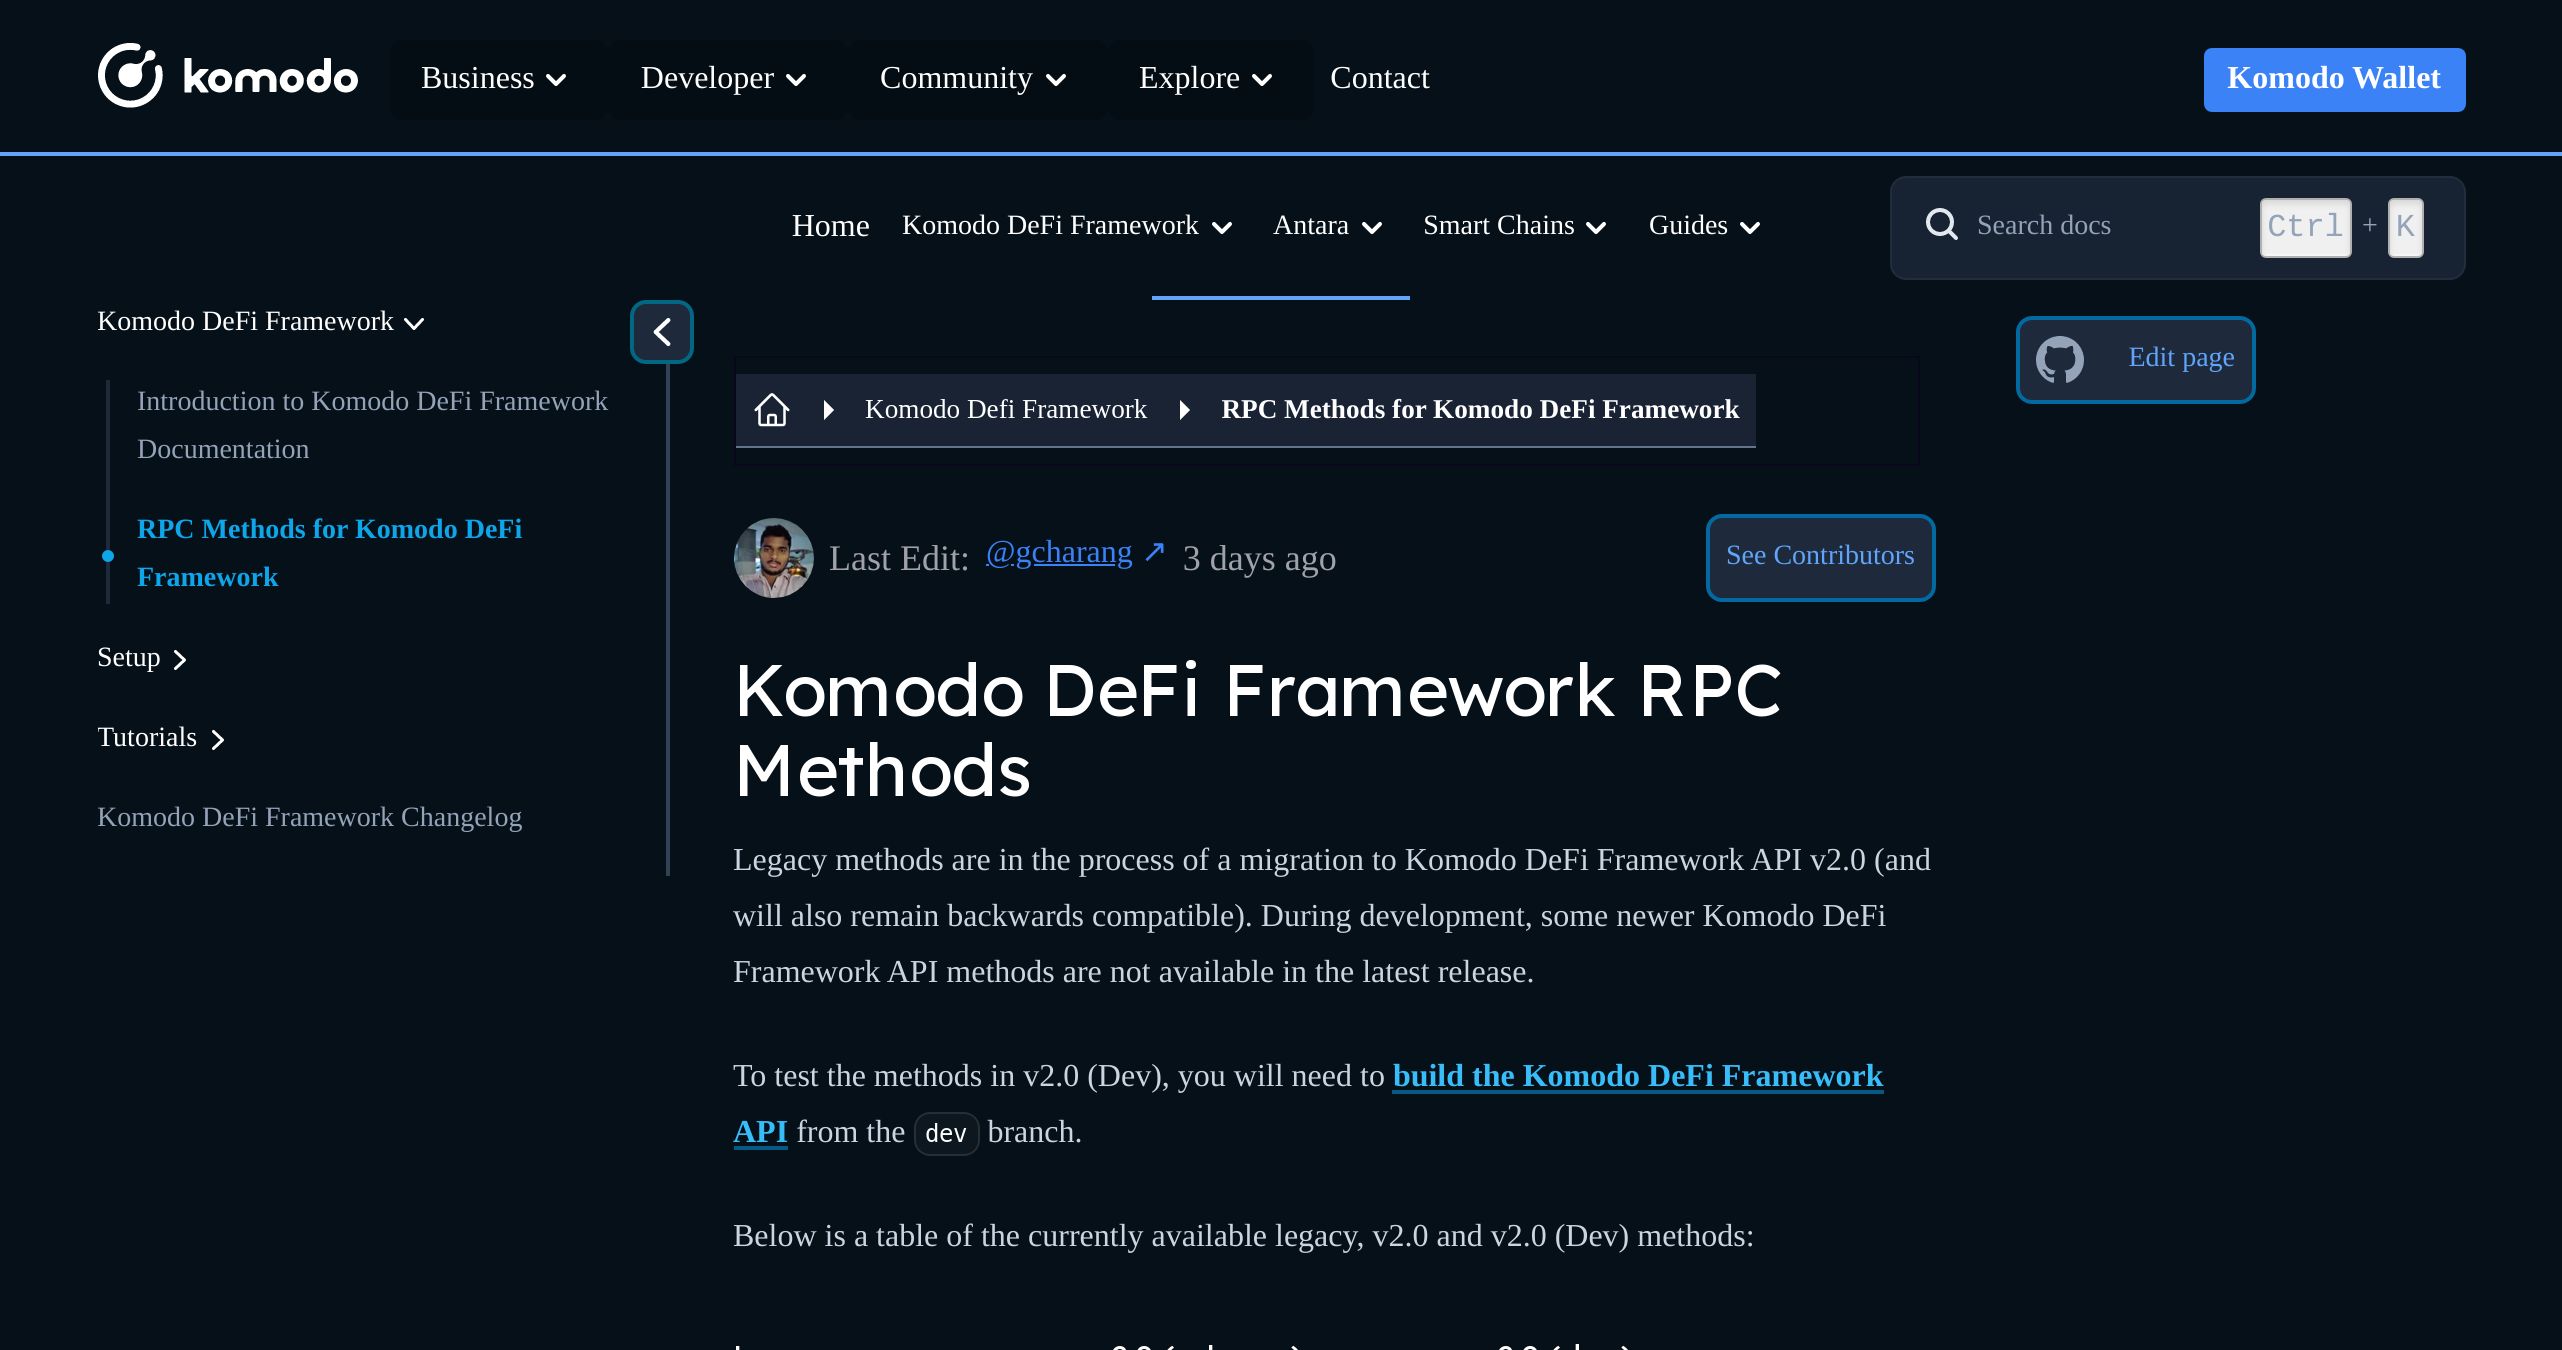 komodo
Business
Developer
Community
Explore
Contact
Komodo Wallet
Home
Komodo DeFi Framework
Antara
Smart Chains
Guides
Search docs
Ctrl + K
Komodo DeFi Framework
Introduction to Komodo DeFi Framework
Documentation
RPC Methods for Komodo DeFi
Framework
Setup
Tutorials
Komodo DeFi Framework Changelog
Komodo Defi Framework
RPC Methods for Komodo DeFi Framework
Edit page
Last Edit: @gcharang ↗ 3 days ago
See Contributors
Komodo DeFi Framework RPC
Methods
Legacy methods are in the process of a migration to Komodo DeFi Framework API v2.0 (and
will also remain backwards compatible). During development, some newer Komodo DeFi
Framework API methods are not available in the latest release.
To test the methods in v2.0 (Dev), you will need to build the Komodo DeFi Framework
API from the dev branch.
Below is a table of the currently available legacy, v2.0 and v2.0 (Dev) methods: